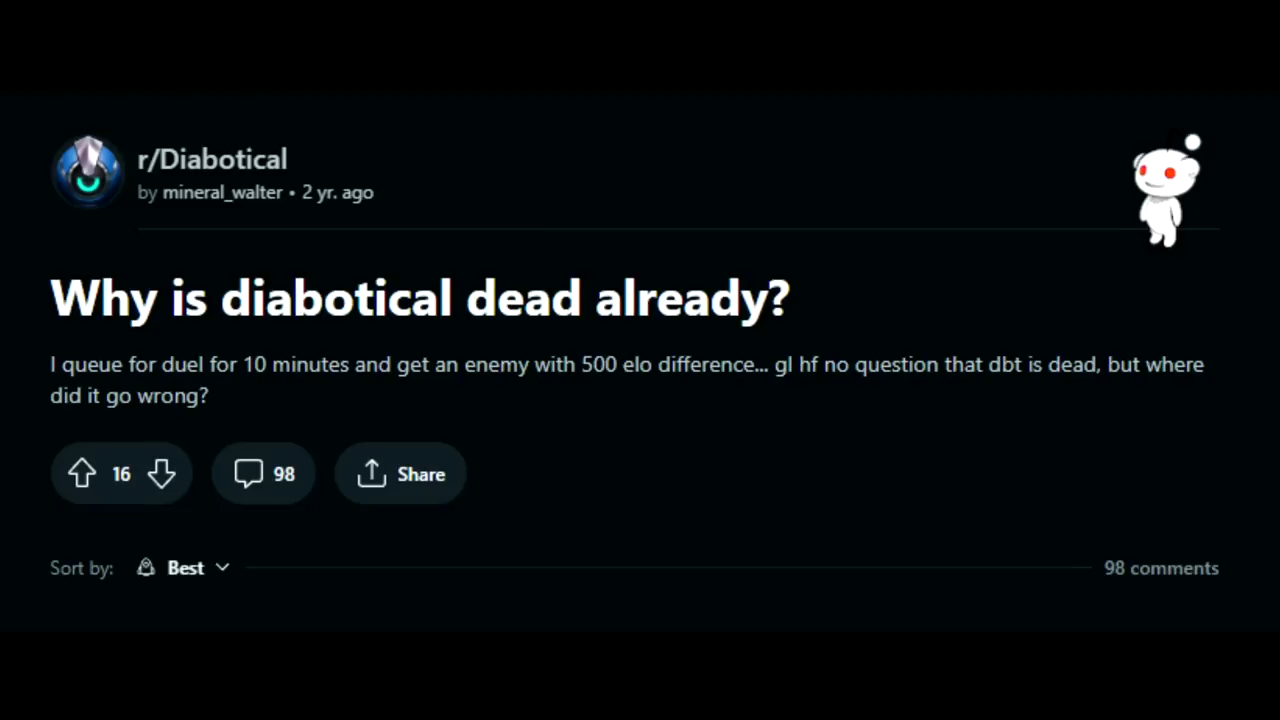 r/Diabotical
by mineral_walter • 2 yr. ago
Why is diabotical dead already?
I queue for duel for 10 minutes and get an enemy with 500 elo difference... gl hf no question that dbt is dead, but where
did it go wrong?
16 98 Share
Sort by: Best 98 comments